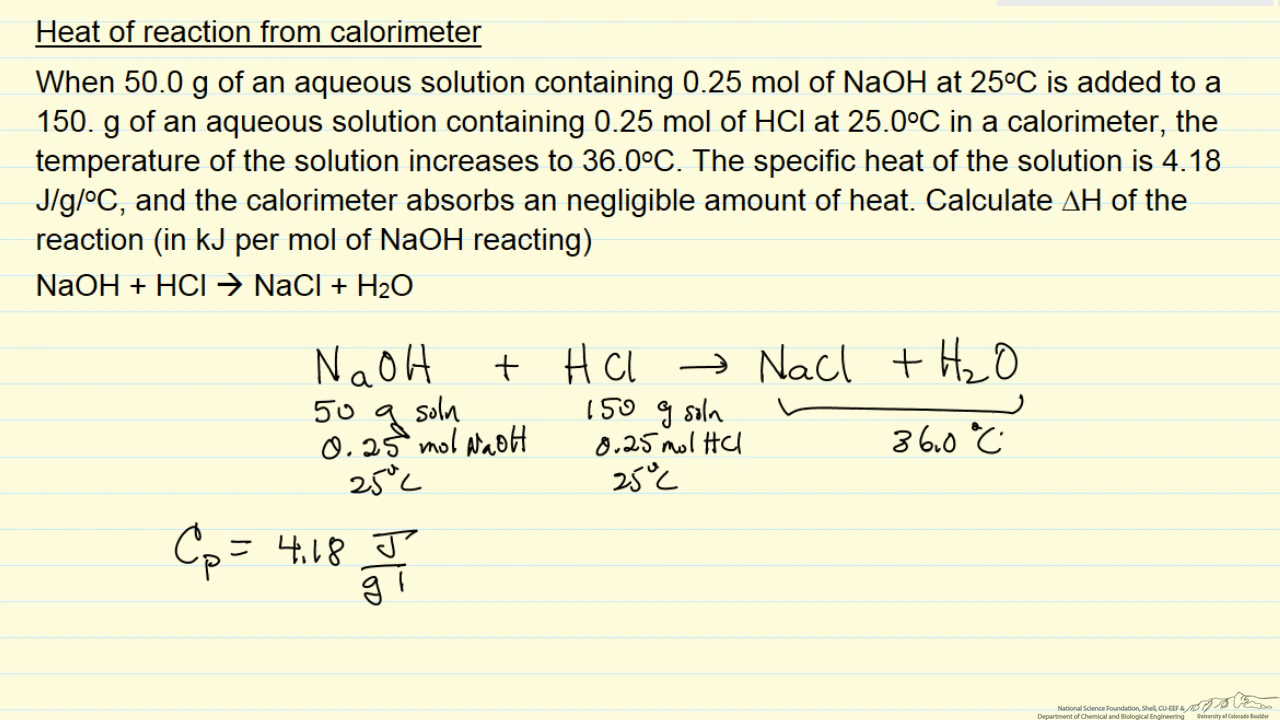 Heat of reaction from calorimeter
When 50.0 g of an aqueous solution containing 0.25 mol of NaOH at 25ºC is added to a
150. g of an aqueous solution containing 0.25 mol of HCl at 25.0ºC in a calorimeter, the
temperature of the solution increases to 36.0ºC. The specific heat of the solution is 4.18
J/g/ºC, and the calorimeter absorbs an negligible amount of heat. Calculate ΔH of the
reaction (in kJ per mol of NaOH reacting)
NaOH + HCl → NaCl + H₂O
NaOH + HCl → NaCl + H₂O
50 g soln 150 g soln
0.25 mol NaOH 0.25 mol HCl 36.0 °C
25°C 25°C
Cp = 4.18 J
g
National Science Foundation, Shell, CU-EEF &
Department of Chemical and Biological Engineering University of Colorado Boulder